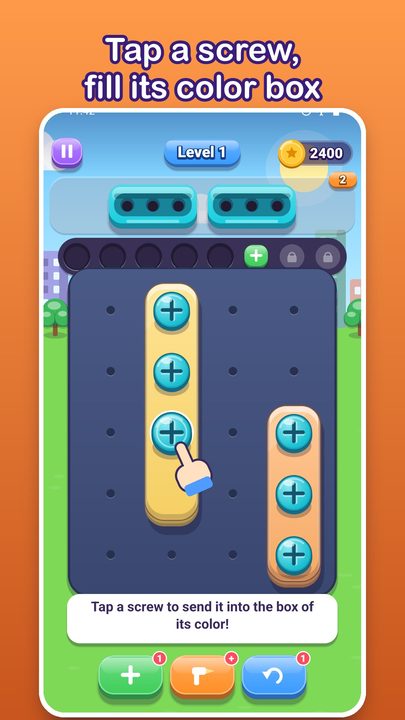 Tap a screw,
fill its color box
Level 1
2400
2
Tap a screw to send it into the box of
its color!
1
+
1